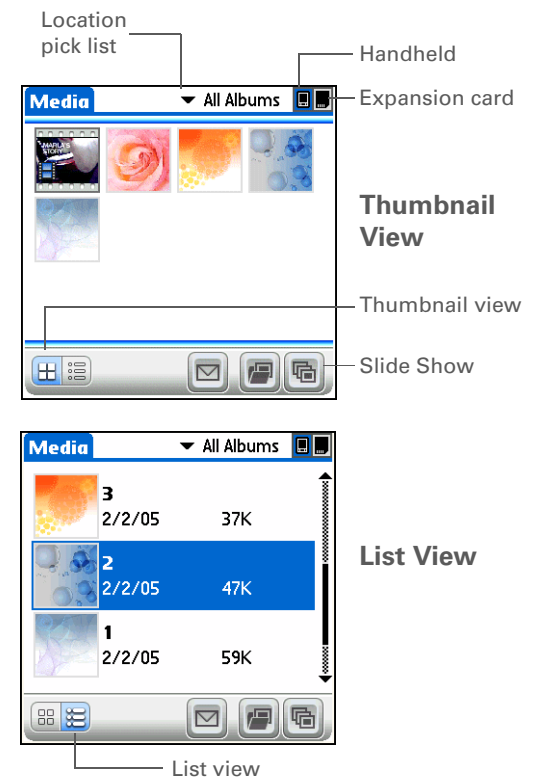 Location
pick list
Handheld
Media
All Albums
Expansion card
MARLA'S
STORY
Thumbnail
View
Thumbnail view
Slide Show
Media
All Albums
3
2/2/05 37K
2
2/2/05 47K
List View
1
2/2/05 59K
List view